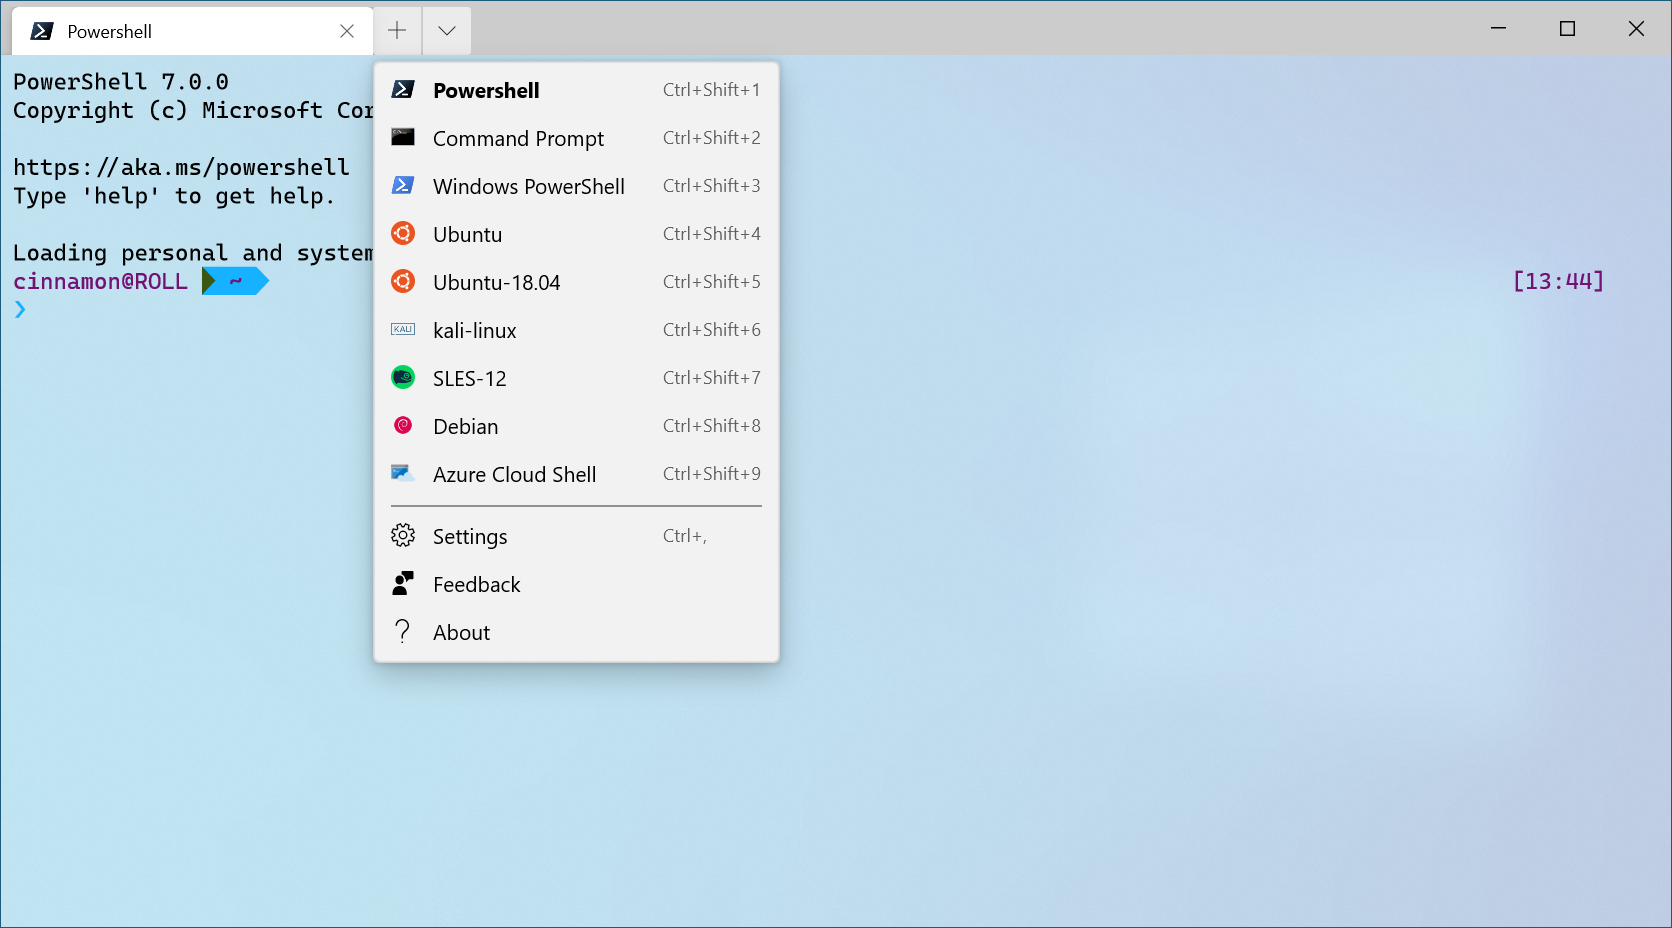 Powershell
PowerShell 7.0.0
Copyright (c) Microsoft Cor
https://aka.ms/powershell
Type 'help' to get help.
Loading personal and system
cinnamon@ROLL ~
❯
[13:44]
Powershell Ctrl+Shift+1
Command Prompt Ctrl+Shift+2
Windows PowerShell Ctrl+Shift+3
Ubuntu Ctrl+Shift+4
Ubuntu-18.04 Ctrl+Shift+5
KALI kali-linux Ctrl+Shift+6
SLES-12 Ctrl+Shift+7
Debian Ctrl+Shift+8
Azure Cloud Shell Ctrl+Shift+9
Settings Ctrl+,
Feedback
About